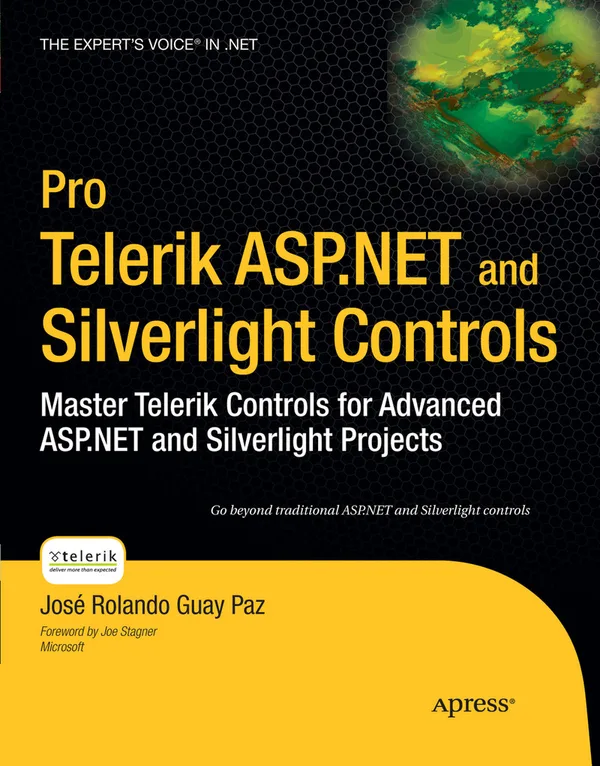 THE EXPERT'S VOICE® IN .NET
Pro
Telerik ASP.NET and
Silverlight Controls
Master Telerik Controls for Advanced
ASP.NET and Silverlight Projects
Go beyond traditional ASP.NET and Silverlight controls
telerik
deliver more than expected
José Rolando Guay Paz
Foreword by Joe Stagner
Microsoft
Apress®